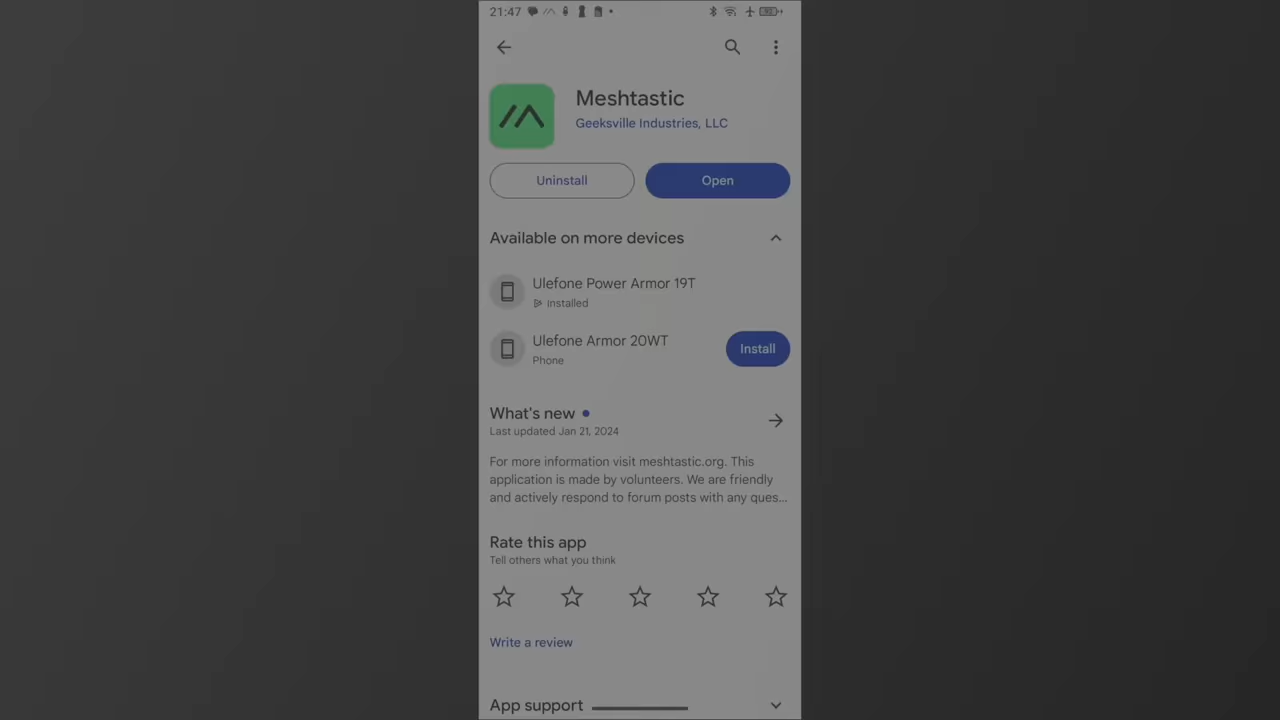 21:47
Meshtastic
Geeksville Industries, LLC
Uninstall
Open
Available on more devices
Ulefone Power Armor 19T
Installed
Ulefone Armor 20WT
Phone
Install
What's new
Last updated Jan 21, 2024
For more information visit meshtastic.org. This
application is made by volunteers. We are friendly
and actively respond to forum posts with any ques...
Rate this app
Tell others what you think
Write a review
App support